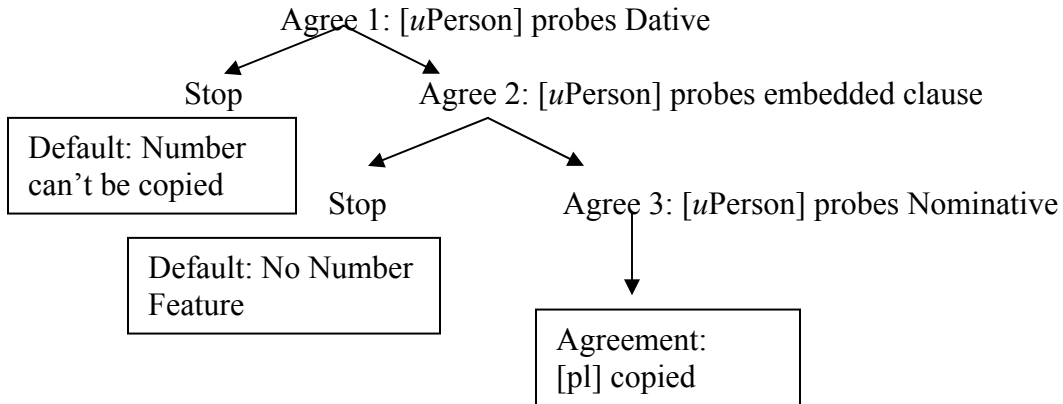 Agree 1: [uPerson] probes Dative
Stop
Agree 2: [uPerson] probes embedded clause
Default: Number
can’t be copied
Stop
Agree 3: [uPerson] probes Nominative
Default: No Number
Feature
Agreement:
[pl] copied